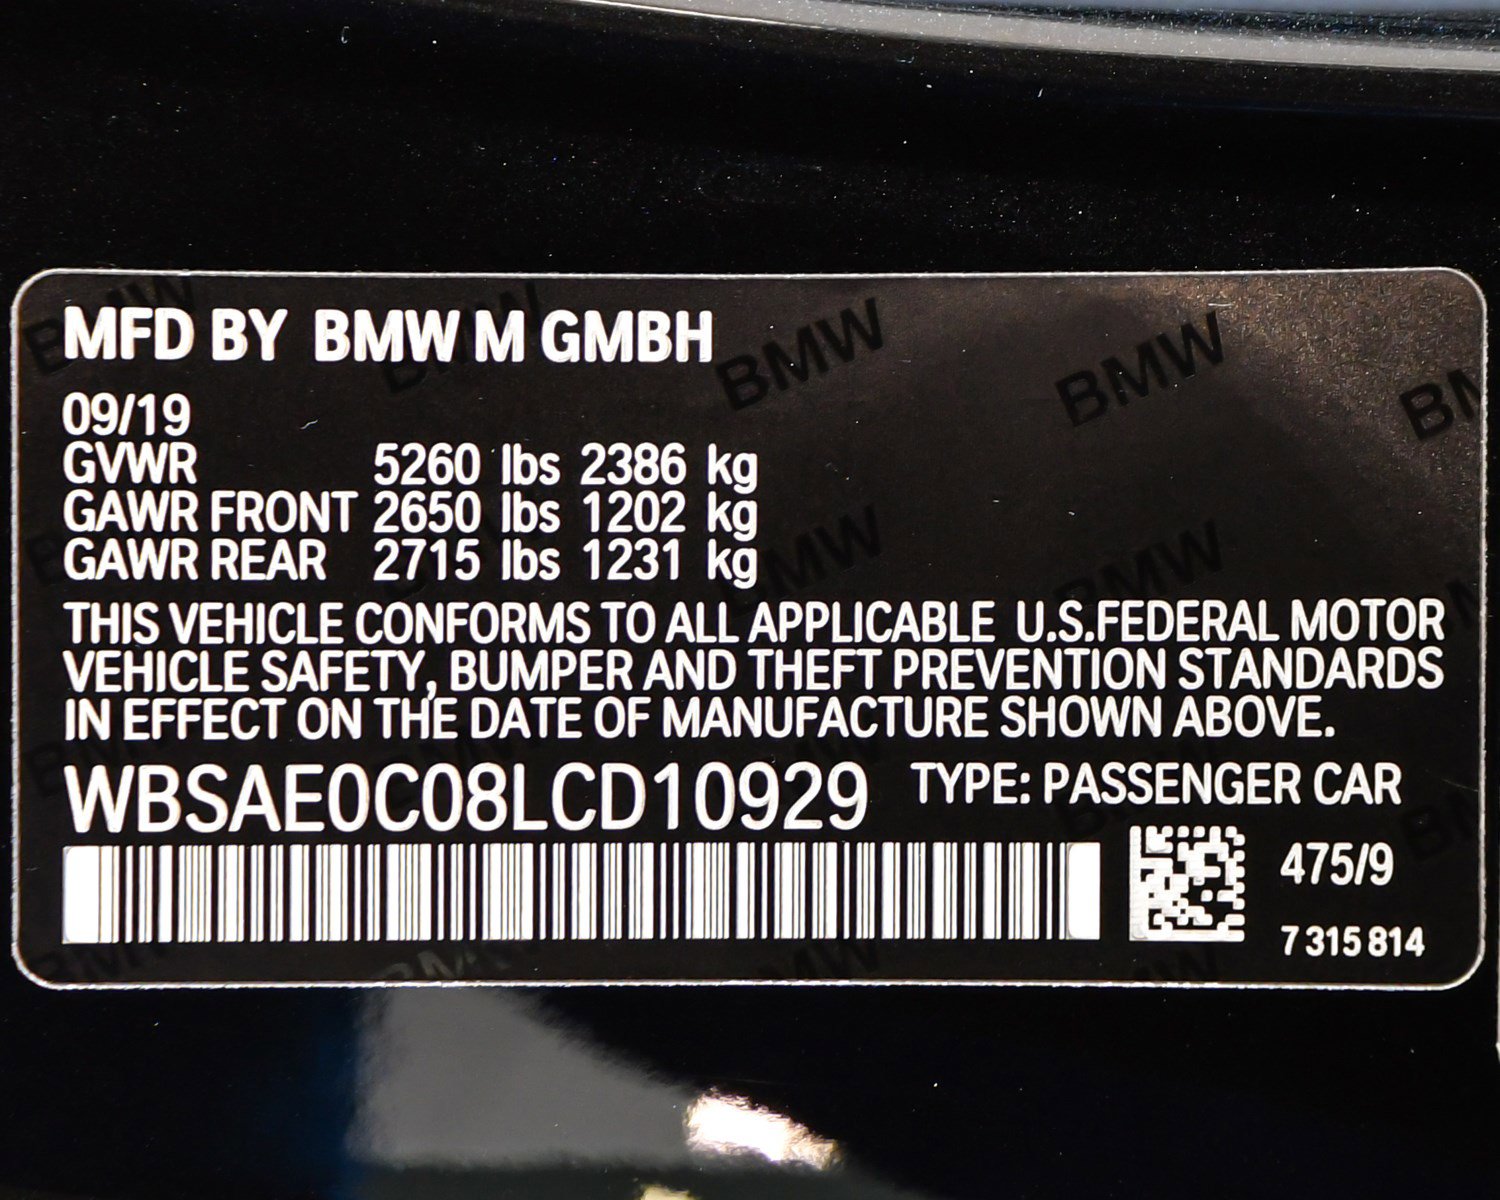 MFD BY BMW M GMBH
09/19
GVWR 5260 lbs 2386 kg
GAWR FRONT 2650 lbs 1202 kg
GAWR REAR 2715 lbs 1231 kg
THIS VEHICLE CONFORMS TO ALL APPLICABLE U.S.FEDERAL MOTOR
VEHICLE SAFETY, BUMPER AND THEFT PREVENTION STANDARDS
IN EFFECT ON THE DATE OF MANUFACTURE SHOWN ABOVE.
WBSAE0C08LCD10929 TYPE: PASSENGER CAR
475/9
7 315 814